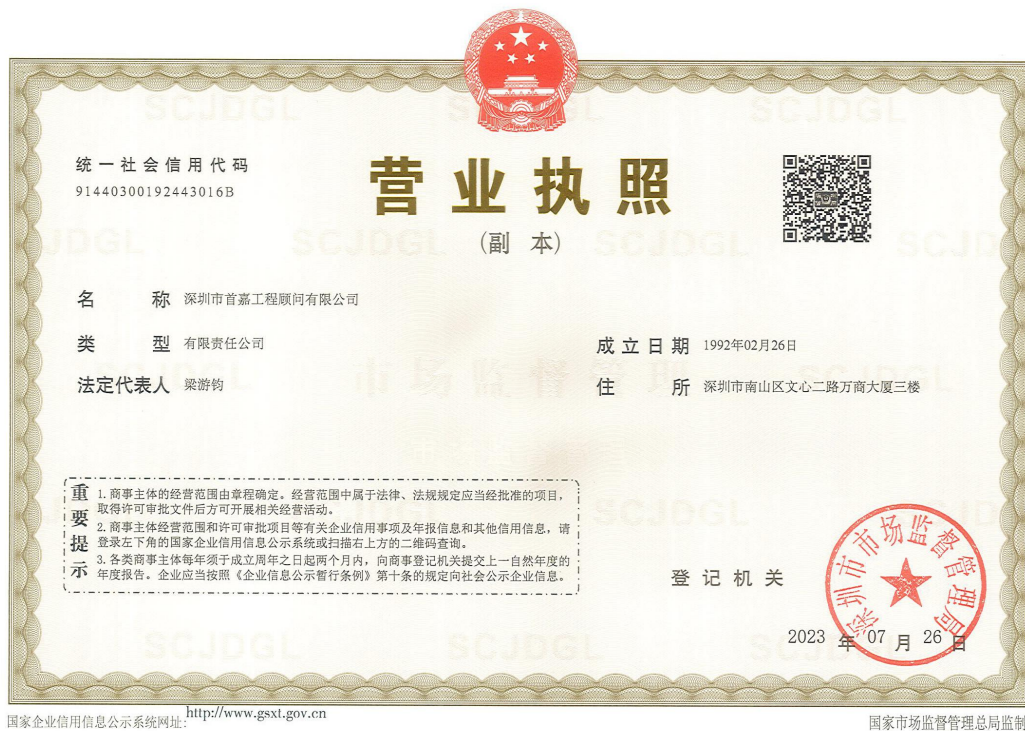 统一社会信用代码
91440300192443016B
营业执照
(副 本)
名 称 深圳市首嘉工程顾问有限公司
类 型 有限责任公司
法定代表人 梁游钧
成立日期 1992年02月26日
住 所 深圳市南山区文心二路万商大厦三楼
市场监督管理
重要提示
1. 商事主体的经营范围由章程确定。经营范围中属于法律、法规规定应当经批准的项目，
取得许可审批文件后方可开展相关经营活动。
2. 商事主体经营范围和许可审批项目等有关企业信用事项及年报信息和其他信用信息，请
登录左下角的国家企业信用信息公示系统或扫描右上方的二维码查询。
3. 各类商事主体每年须于成立周年之日起两个月内，向商事登记机关提交上一自然年度的
年度报告。企业应当按照《企业信息公示暂行条例》第十条的规定向社会公示企业信息。
登记机关
深圳市市场监督管理局
2023 年 07 月 26 日
国家企业信用信息公示系统网址: http://www.gsxt.gov.cn
国家市场监督管理总局监制
SCJDGL